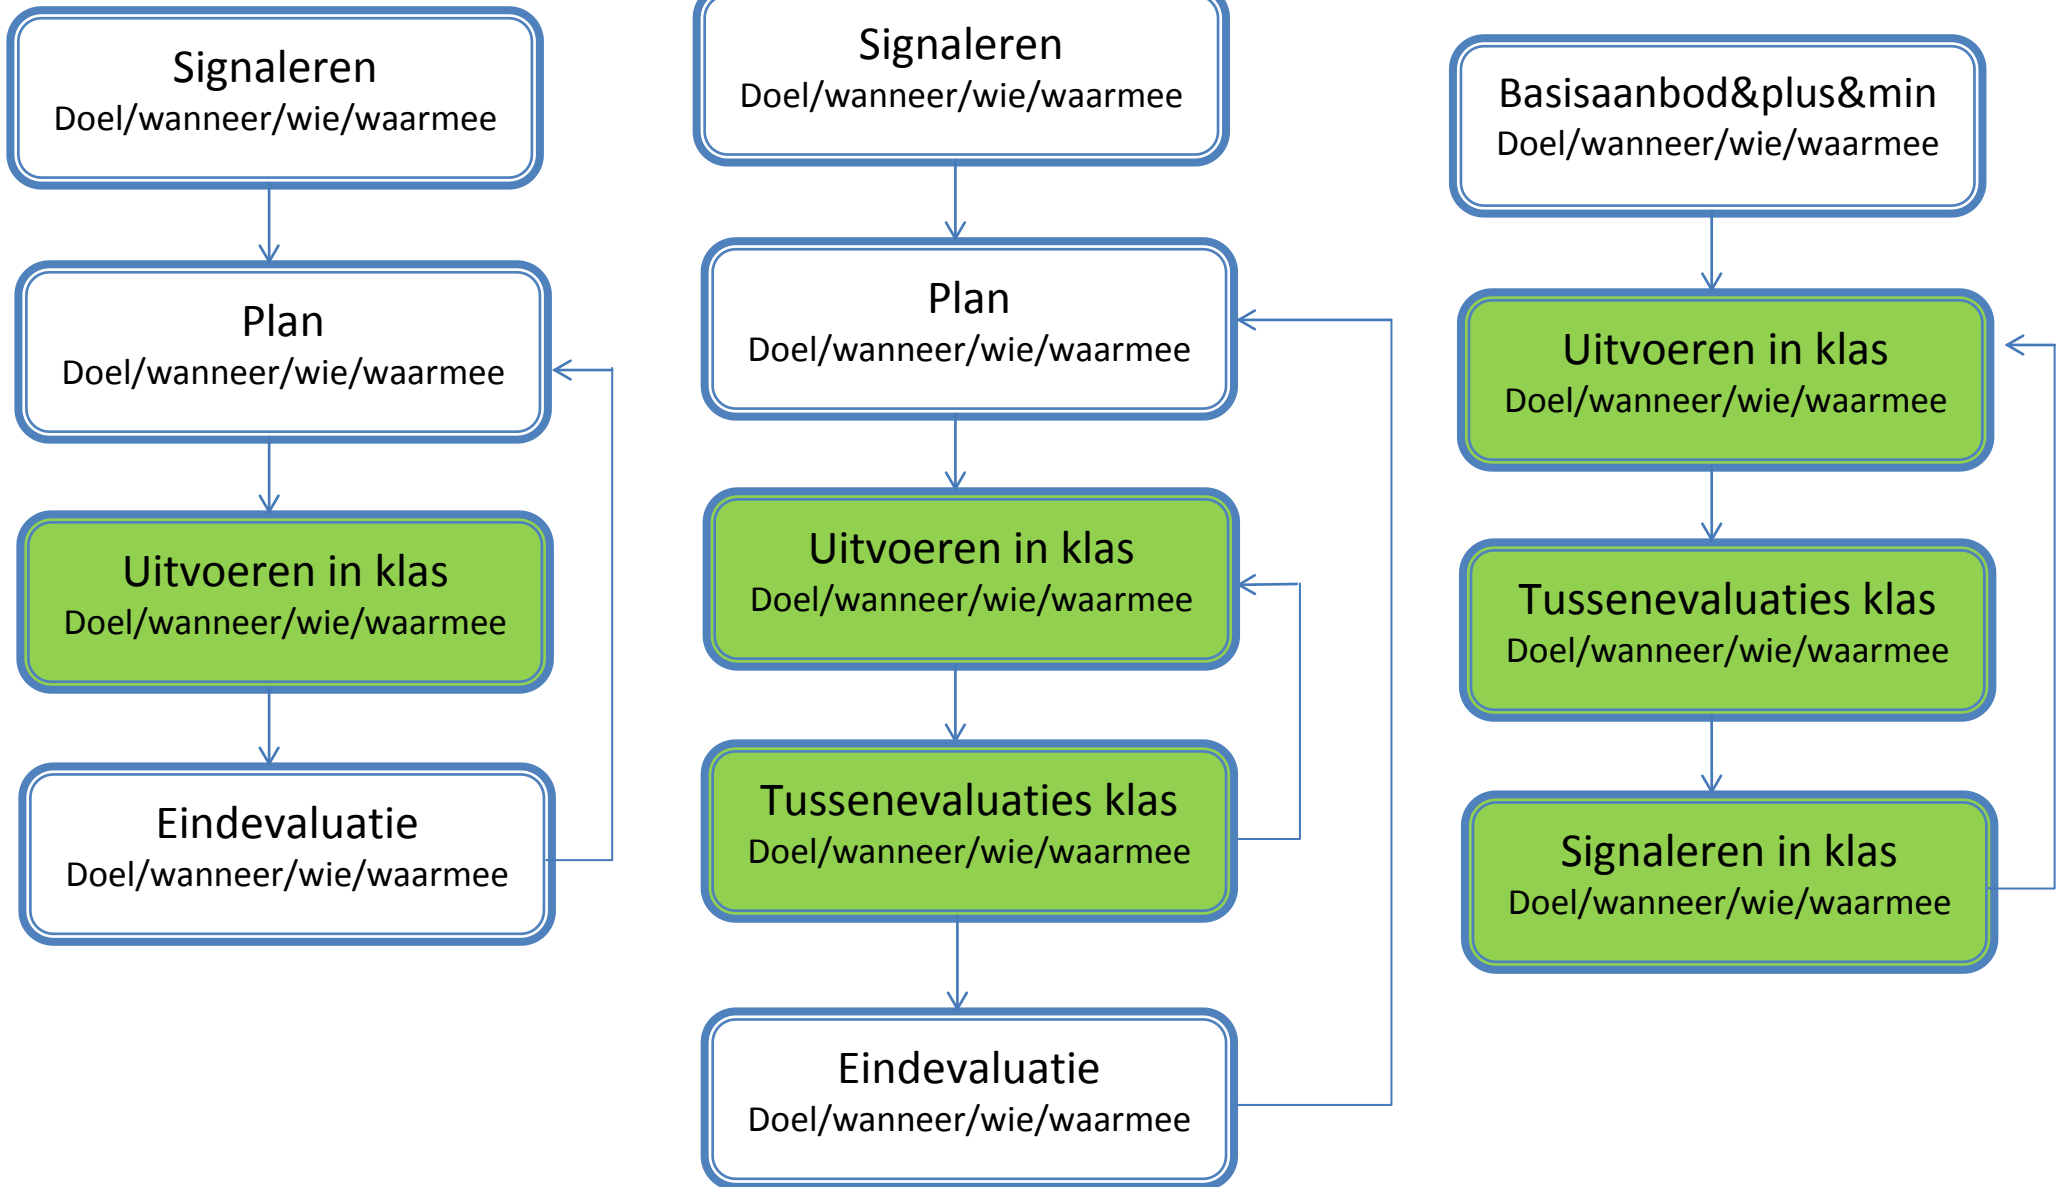 Signaleren
Doel/wanneer/wie/waarmee
Plan
Doel/wanneer/wie/waarmee
Uitvoeren in klas
Doel/wanneer/wie/waarmee
Eindevaluatie
Doel/wanneer/wie/waarmee
Signaleren
Doel/wanneer/wie/waarmee
Plan
Doel/wanneer/wie/waarmee
Uitvoeren in klas
Doel/wanneer/wie/waarmee
Tussenevaluaties klas
Doel/wanneer/wie/waarmee
Eindevaluatie
Doel/wanneer/wie/waarmee
Basisaanbod&plus&min
Doel/wanneer/wie/waarmee
Uitvoeren in klas
Doel/wanneer/wie/waarmee
Tussenevaluaties klas
Doel/wanneer/wie/waarmee
Signaleren in klas
Doel/wanneer/wie/waarmee